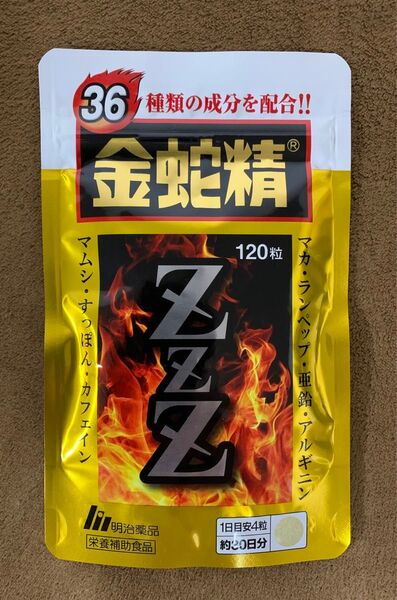 36種類の成分を配合!!
金蛇精®
120粒
ZZZ
マカ・ランペップ・亜鉛・アルギニン
マムシ・すっぽん・カフェイン
明治薬品
栄養補助食品
1日目安4粒
約30日分